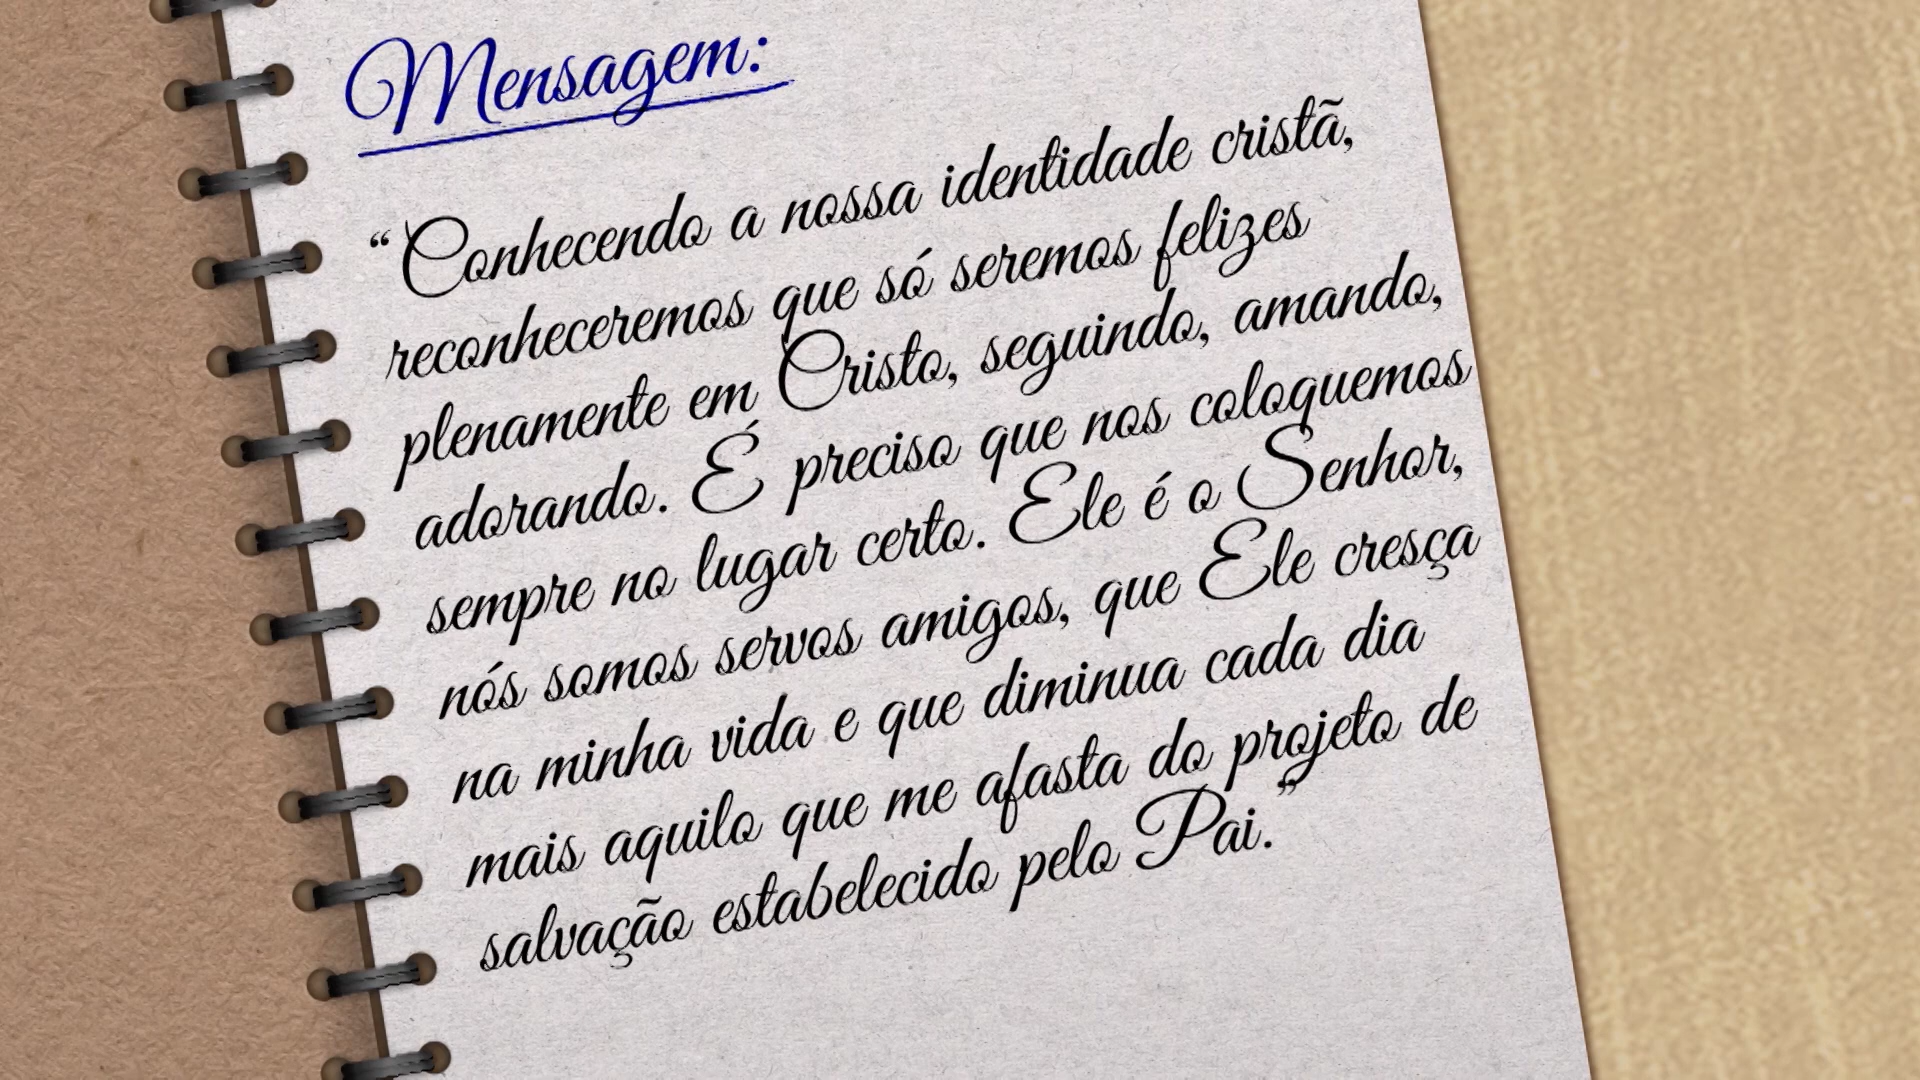 Mensagem:
“Conhecendo a nossa identidade cristã,
reconheceremos que só seremos felizes
plenamente em Cristo, seguindo, amando,
adorando. É preciso que nos coloquemos
sempre no lugar certo. Ele é o Senhor,
nós somos servos amigos, que Ele cresça
na minha vida e que diminua cada dia
mais aquilo que me afasta do projeto de
salvação estabelecido pelo Pai.”